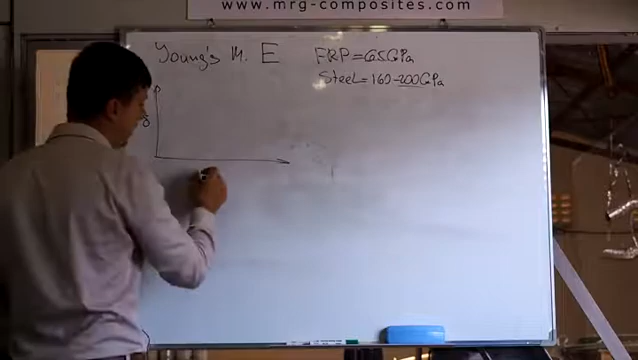 www.mrg-composites.com
Young's M. E
FRP = 65GPa
Steel = 160-200GPa
σ